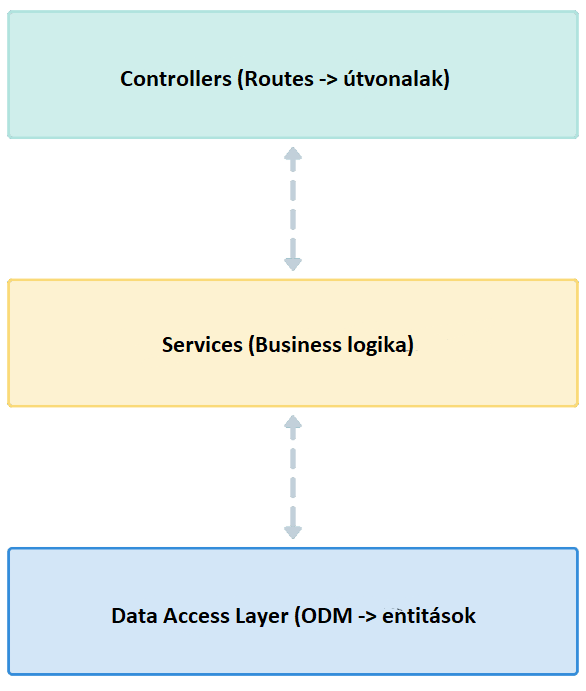 Controllers (Routes -> útvonalak)
Services (Business logika)
Data Access Layer (ODM -> entitások